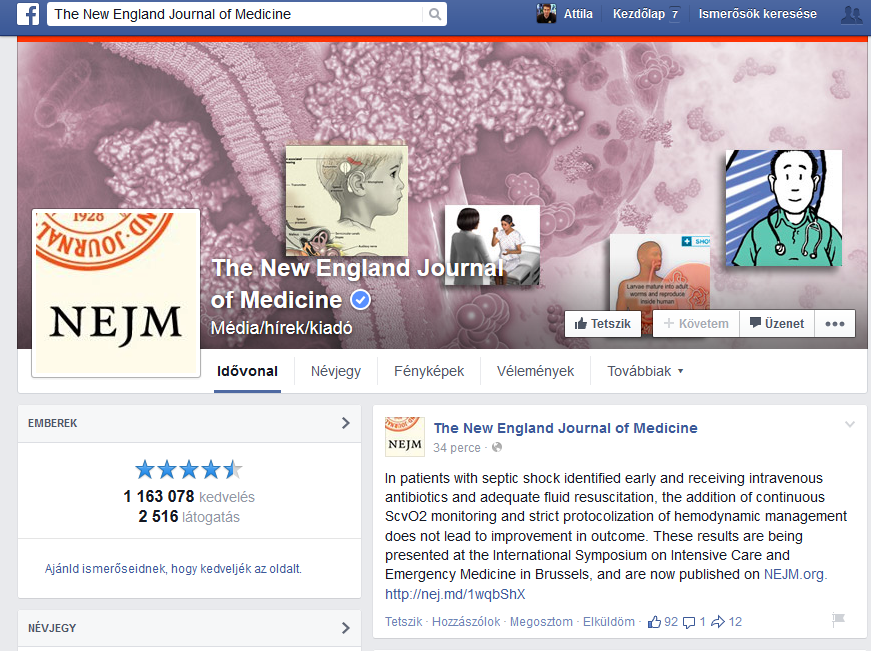 The New England Journal of Medicine
Attila
Kezdőlap 7
Ismerősök keresése
Larvae mature into adult
worms and reproduce
inside human
1928
JOURNAL
NEJM
The New England Journal
of Medicine
Média/hírek/kiadó
Tetszik
Követem
Üzenet
Idővonal
Névjegy
Fényképek
Vélemények
Továbbiak
EMBEREK
1 163 078 kedvelés
2 516 látogatás
Ajánld ismerőseidnek, hogy kedveljék az oldalt.
NÉVJEGY
NEJM
The New England Journal of Medicine
34 perce ·
In patients with septic shock identified early and receiving intravenous
antibiotics and adequate fluid resuscitation, the addition of continuous
ScvO2 monitoring and strict protocolization of hemodynamic management
does not lead to improvement in outcome. These results are being
presented at the International Symposium on Intensive Care and
Emergency Medicine in Brussels, and are now published on NEJM.org.
http://nej.md/1wqbShX
Tetszik · Hozzászólok · Megosztom · Elküldöm · 92 1 12